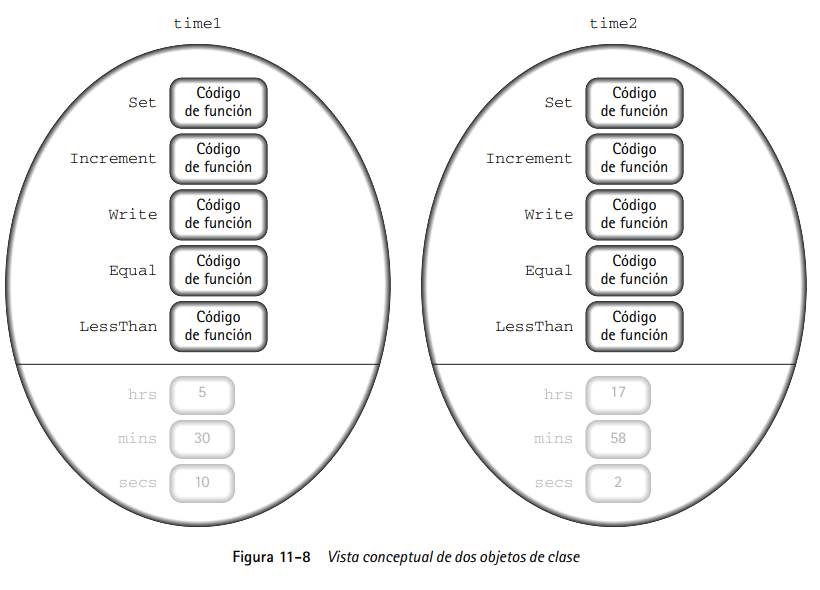 time1
Set
Código
de función
Increment
Código
de función
Write
Código
de función
Equal
Código
de función
LessThan
Código
de función
hrs 5
mins 30
secs 10
time2
Set
Código
de función
Increment
Código
de función
Write
Código
de función
Equal
Código
de función
LessThan
Código
de función
hrs 17
mins 58
secs 2
Figura 11-8 Vista conceptual de dos objetos de clase